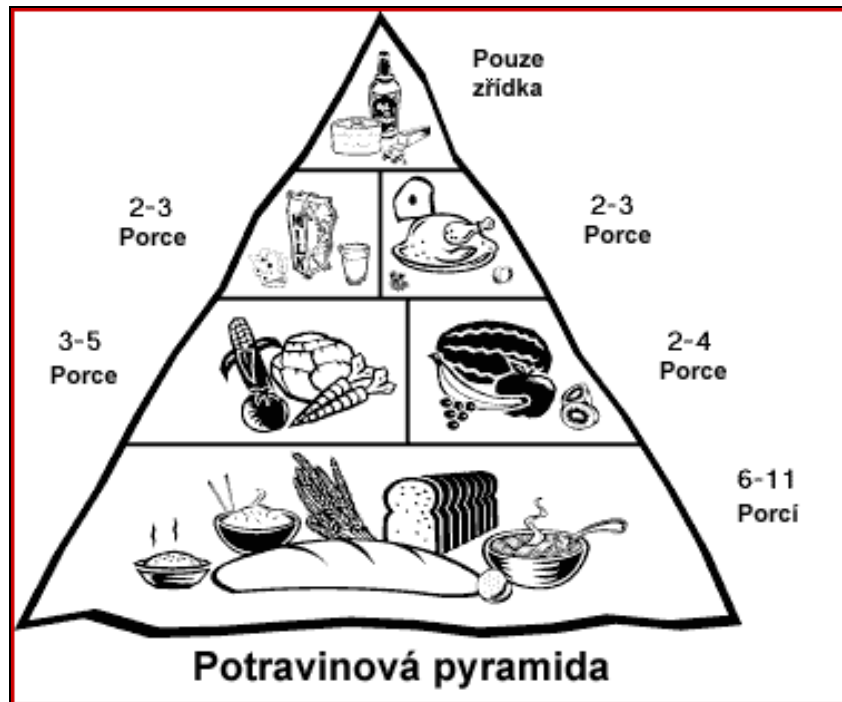 Pouze
zřídka
2-3
Porce
2-3
Porce
MILK
3-5
Porce
2-4
Porce
6-11
Porcí
Potravinová pyramida